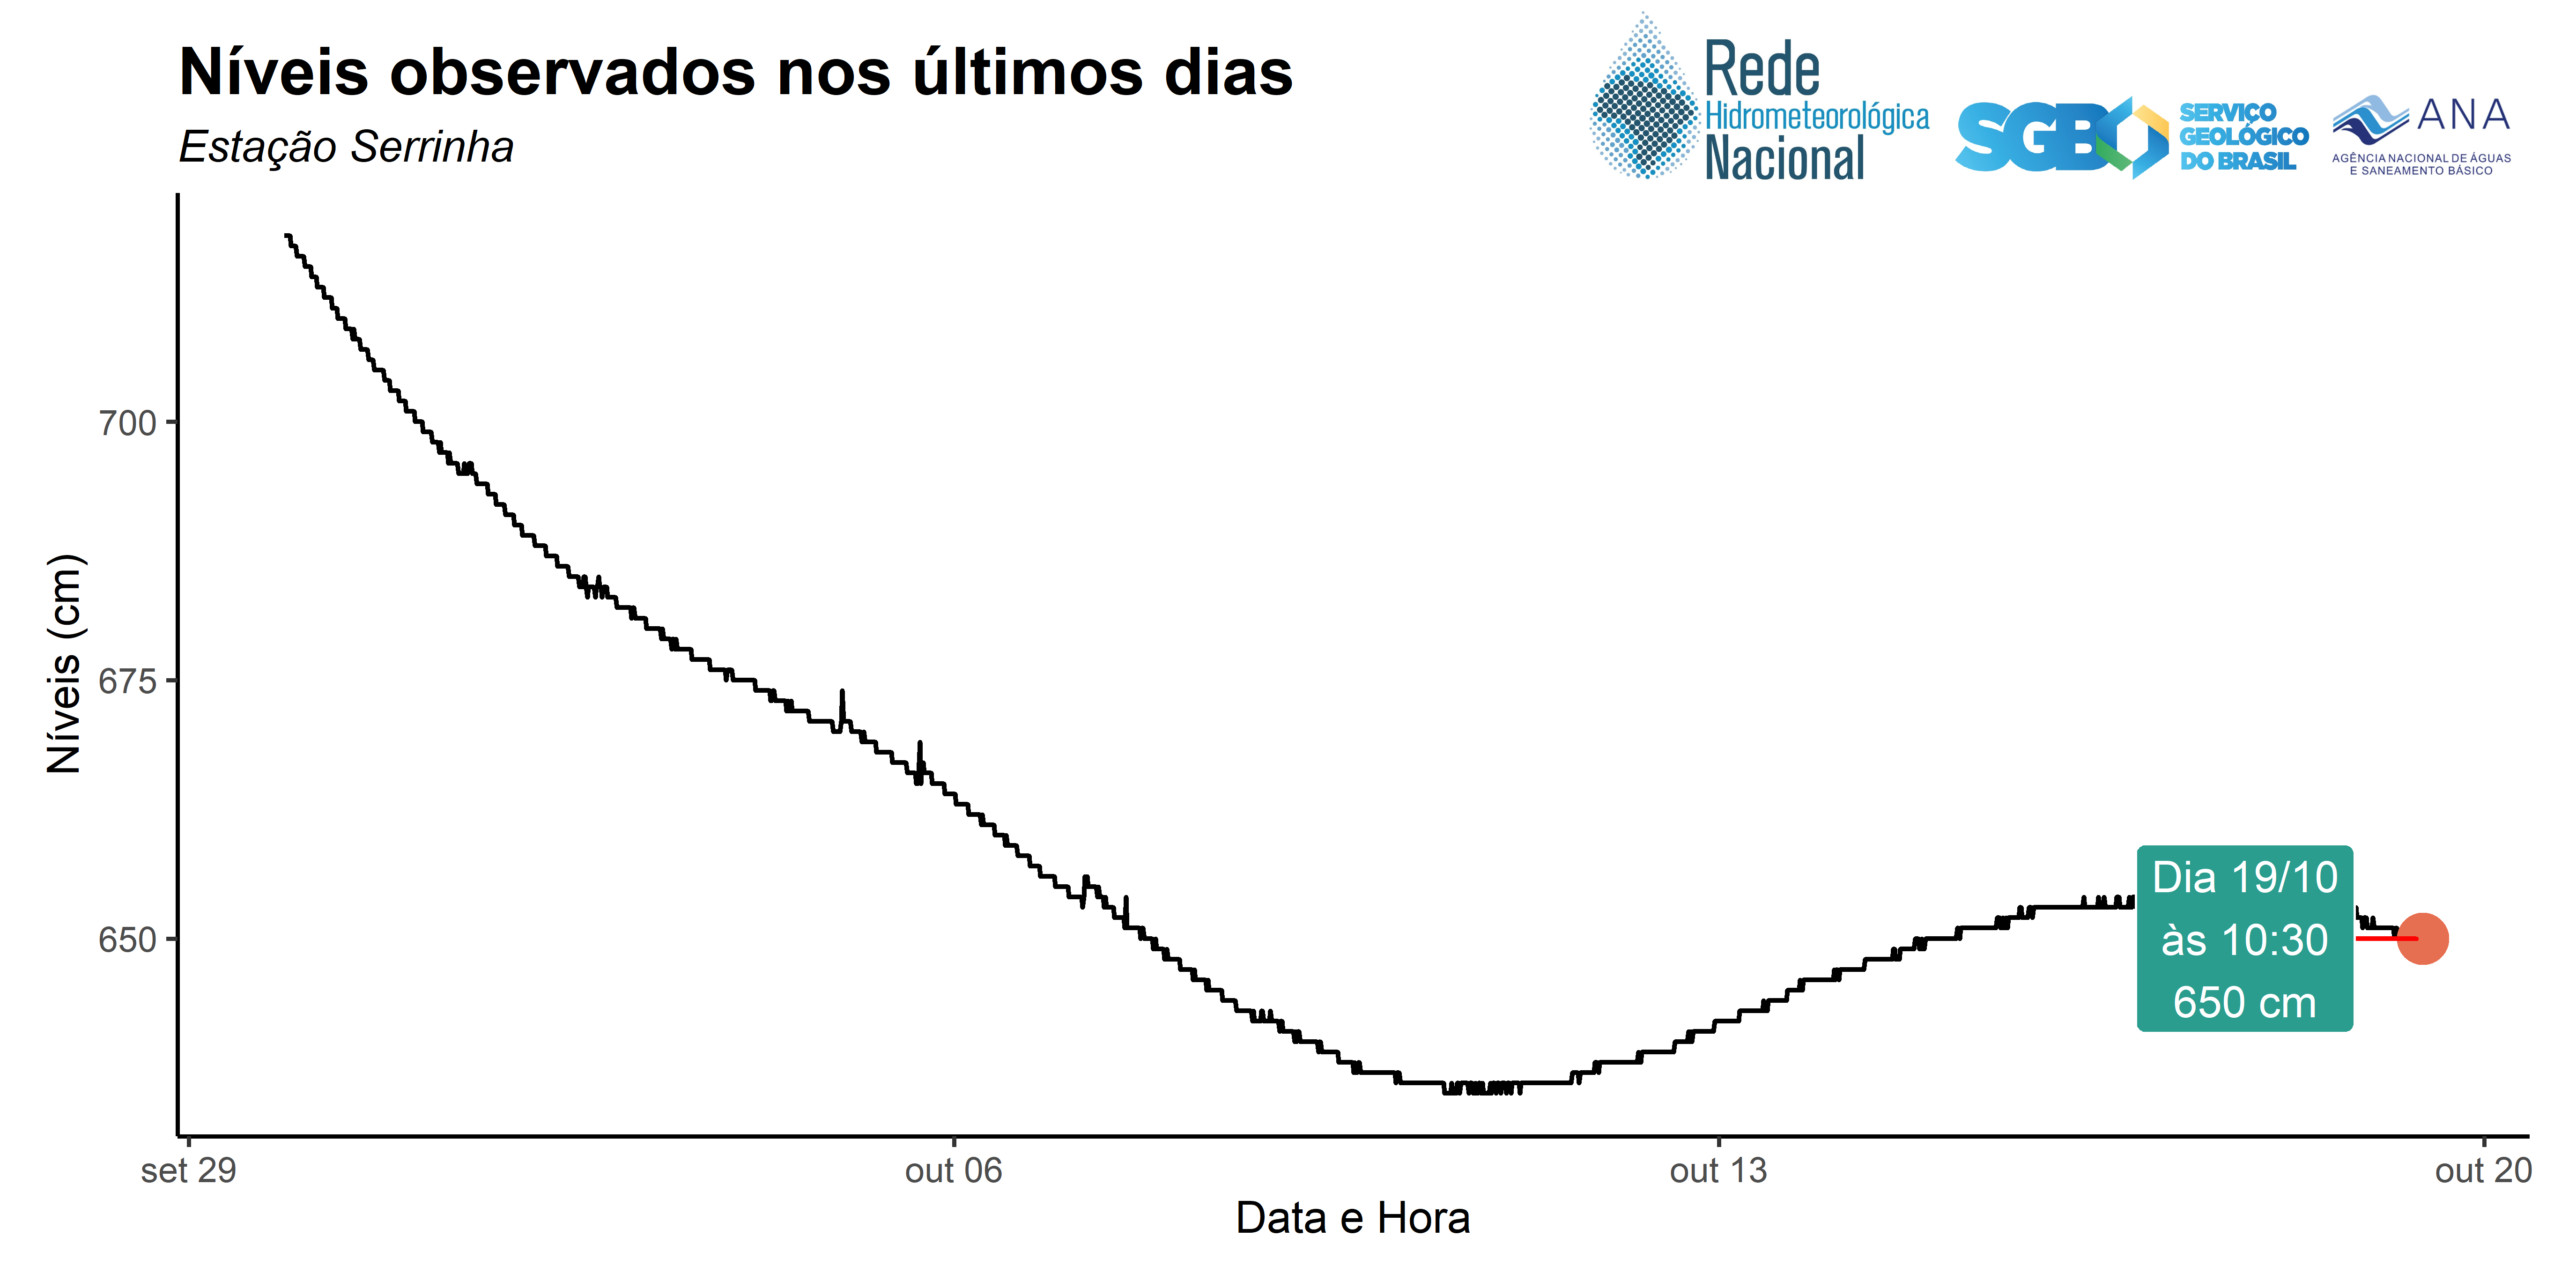 Níveis observados nos últimos dias
Estação Serrinha
Rede
Hidrometeorológica
Nacional
SGB
SERVIÇO
GEOLÓGICO
DO BRASIL
ANA
AGÊNCIA NACIONAL DE ÁGUAS
E SANEAMENTO BÁSICO
Níveis (cm)
700
675
650
Dia 19/10
às 10:30
650 cm
set 29
out 06
out 13
out 20
Data e Hora